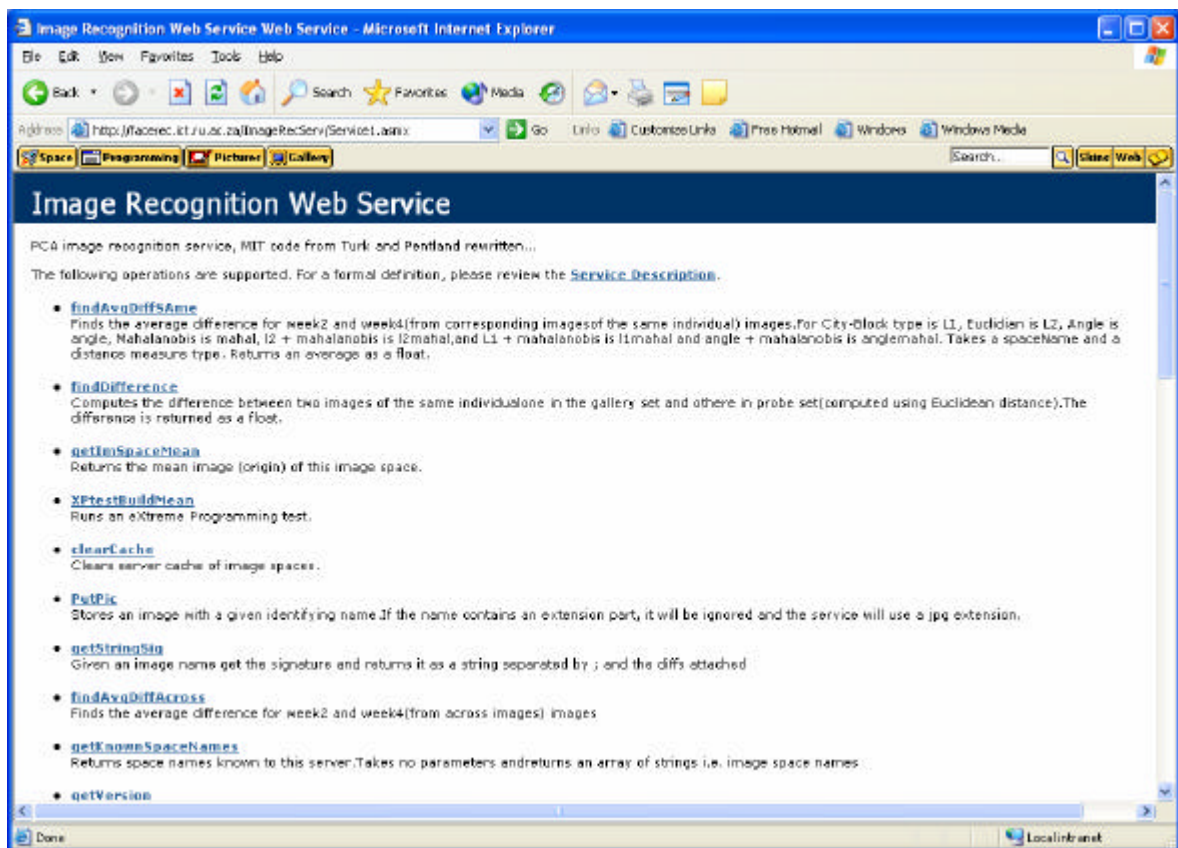 Image Recognition Web Service Web Service - Microsoft Internet Explorer
File Edit View Favorites Tools Help
Back Search Favorites Media
Address Go Links Customize Links Free Hotmail Windows Windows Media
Space Programming Pictures Gallery Search... Web
Image Recognition Web Service
PCA image recognition service, MIT code from Turk and Pentland rewritten...
The following operations are supported. For a formal definition, please review the Service Description.
findAvgDiffSAme
Finds the average difference for week2 and week4(from corresponding imagesof the same individual) images.For City-Block type is L1, Euclidian is L2, Angle is
angle, Mahalanobis is mahal, l2 + mahalanobis is l2mahal,and L1 + mahalanobis is l1mahal and angle + mahalanobis is anglemahal. Takes a spaceName and a
distance measure type. Returns an average as a float.
findDifference
Computes the difference between two images of the same individualone in the gallery set and othere in probe set(computed using Euclidean distance).The
difference is returned as a float.
getImSpaceMean
Returns the mean image (origin) of this image space.
XPtestBuildMean
Runs an eXtreme Programming test.
clearCache
Clears server cache of image spaces.
PutPic
Stores an image with a given identifying name.If the name contains an extension part, it will be ignored and the service will use a jpg extension.
getStringSig
Given an image name get the signature and returns it as a string separated by ; and the diffs attached
findAvgDiffAcross
Finds the average difference for week2 and week4(from across images) images
getKnownSpaceNames
Returns space names known to this server.Takes no parameters andreturns an array of strings i.e. image space names
getVersion
Done Local intranet